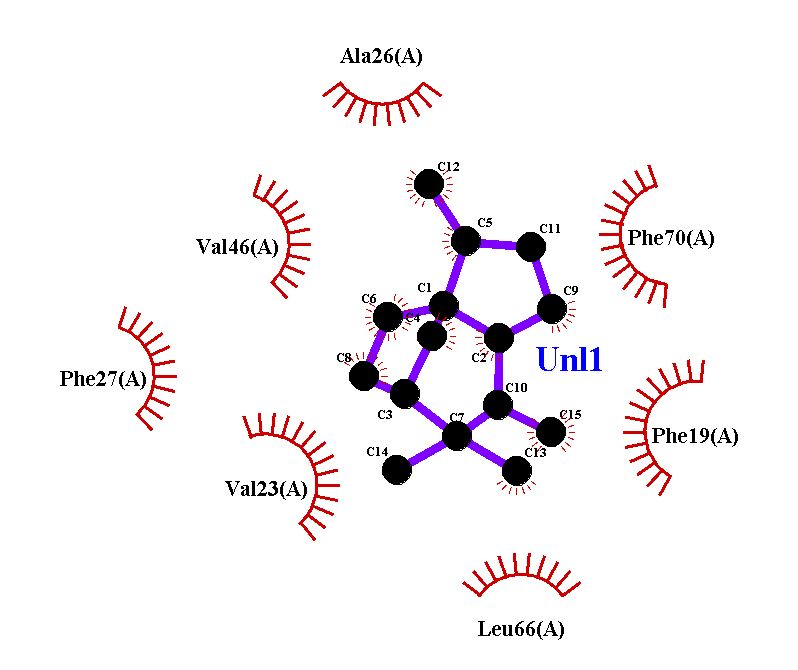 Ala26(A)
C12
C5
C11
Phe70(A)
Val46(A)
C1
C9
C6
C4
C2
Unl1
C8
Phe27(A)
C10
C3
C7
C15
Phe19(A)
C14
C13
Val23(A)
Leu66(A)